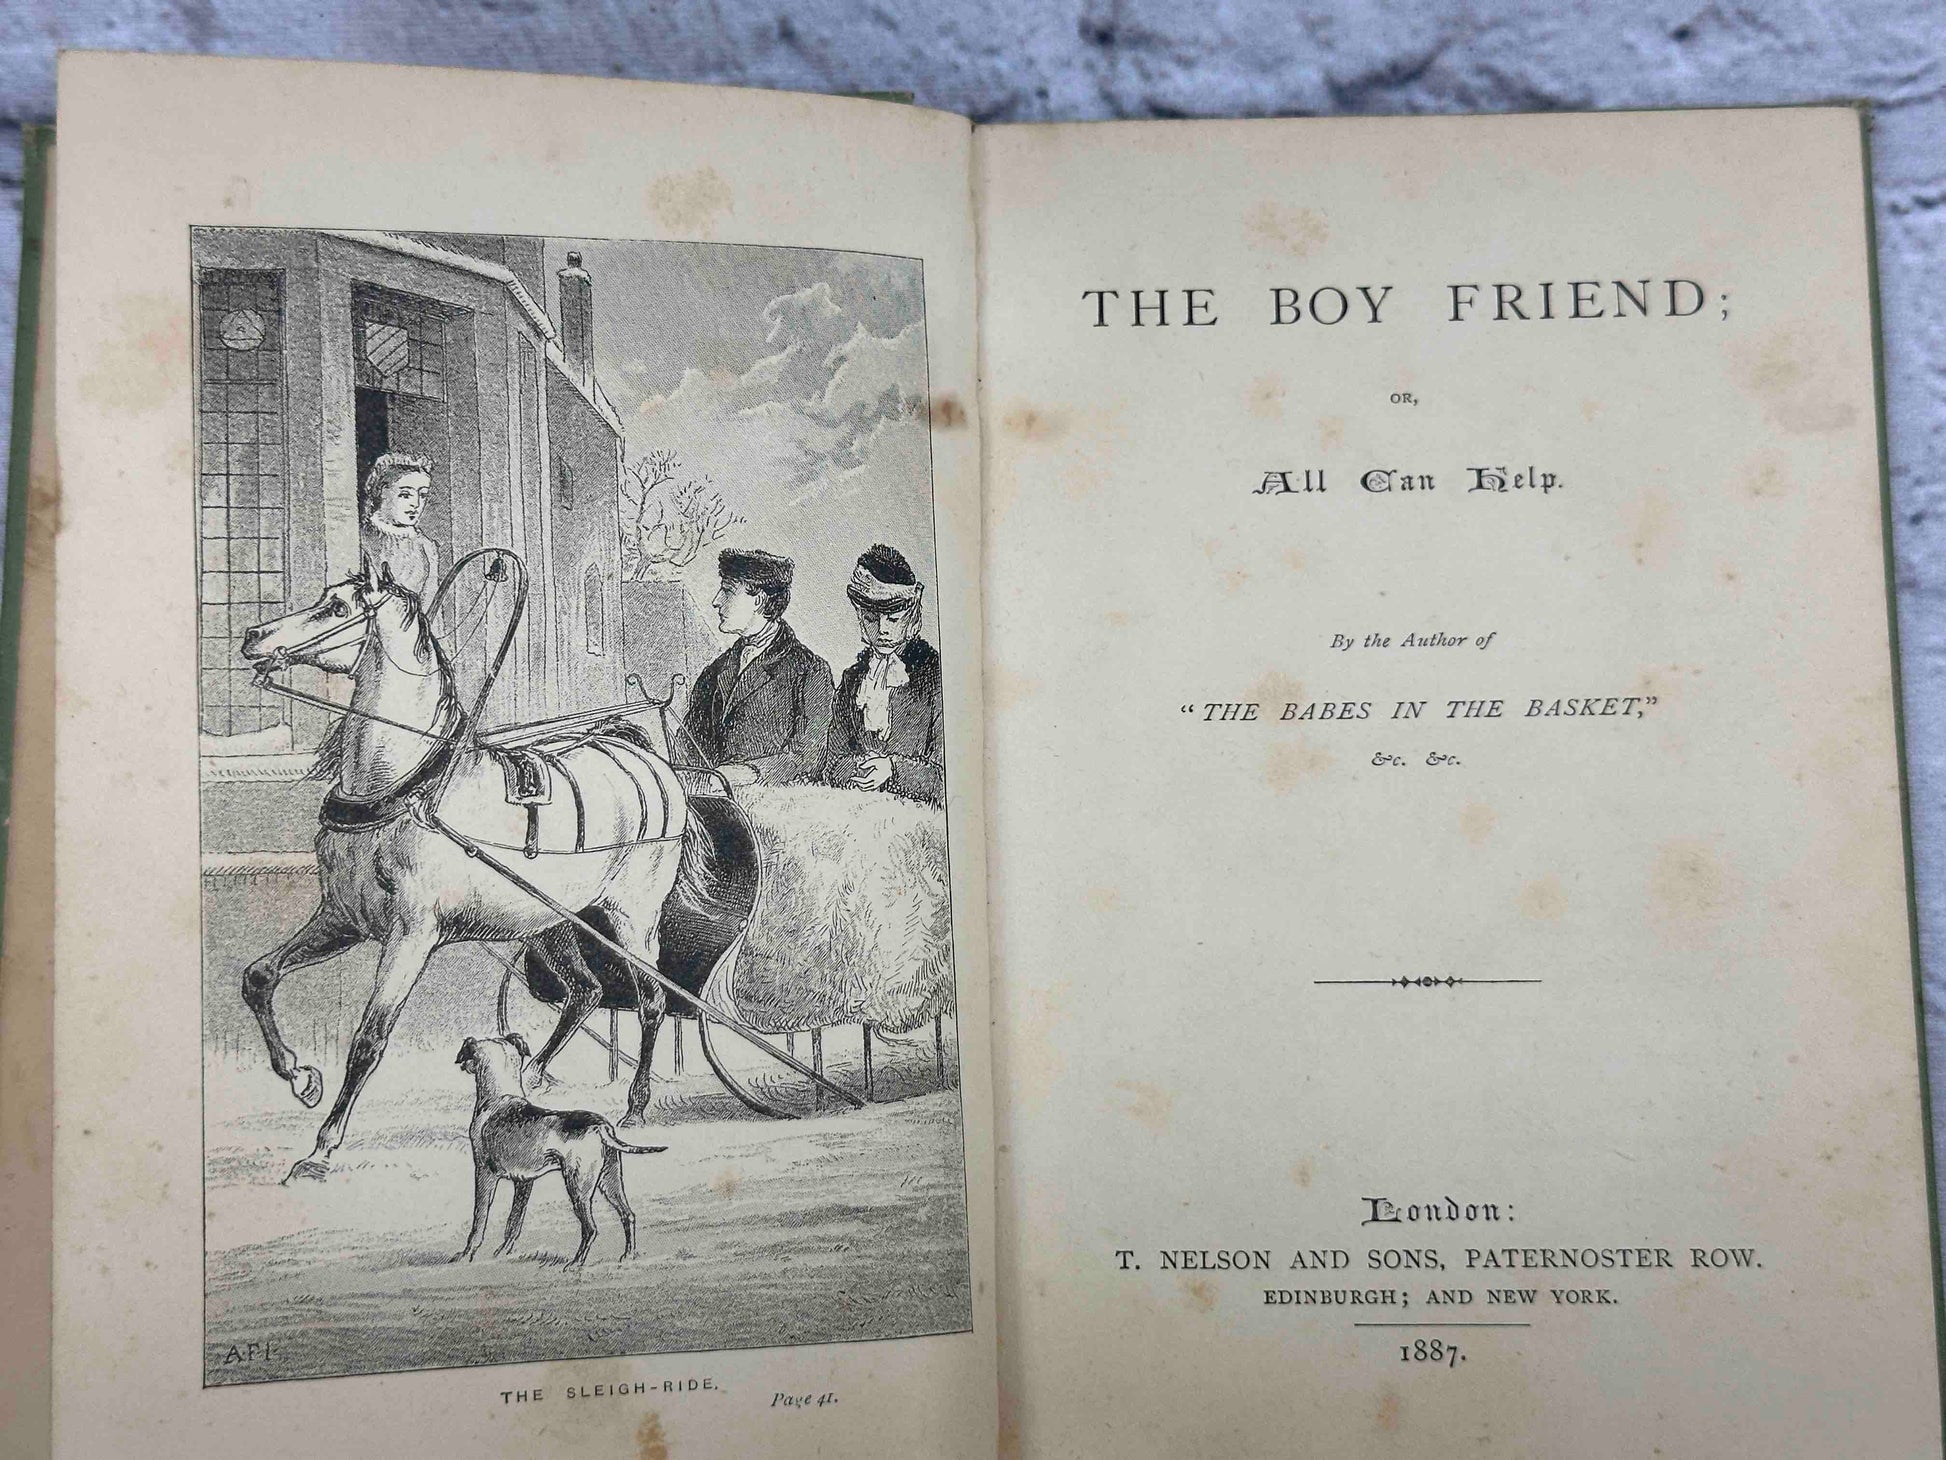 A.F.L.
THE SLEIGH-RIDE.
Page 41.
THE BOY FRIEND;
OR,
All Can Help.
By the Author of
"THE BABES IN THE BASKET,"
&c. &c.
London:
T. NELSON AND SONS, PATERNOSTER ROW.
EDINBURGH; AND NEW YORK.
1887.